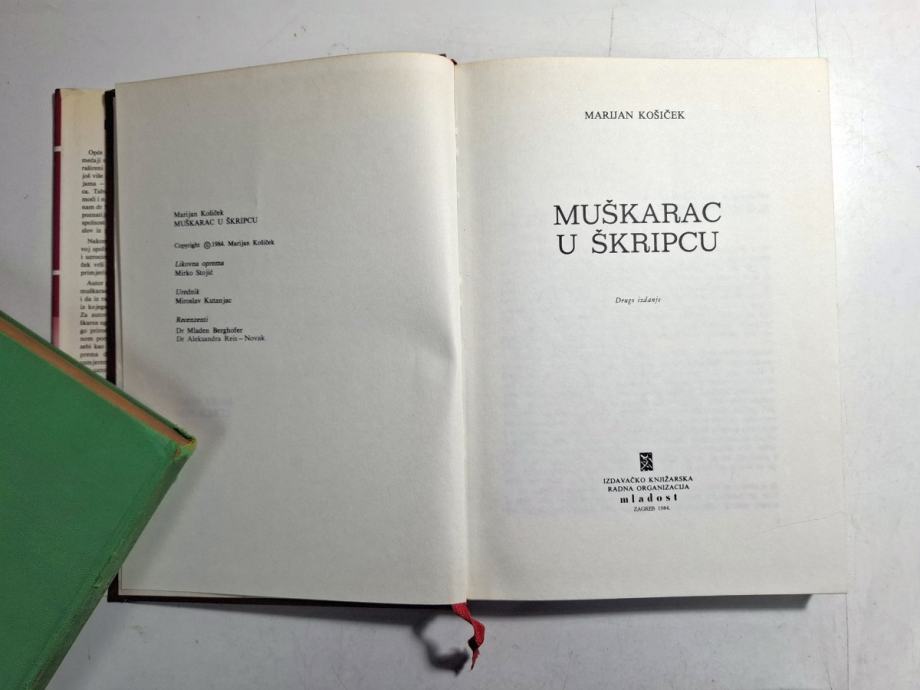 Marijan Košiček
MUŠKARAC U ŠKRIPCU
Copyright © 1984. Marijan Košiček
Likovna oprema
Mirko Stojić
Urednik
Miroslav Kutanjac
Recenzenti
Dr Mladen Berghofer
Dr Aleksandra Reis – Novak
MARIJAN KOŠIČEK
MUŠKARAC
U ŠKRIPCU
Drugo izdanje
IZDAVAČKO KNJIŽARSKA
RADNA ORGANIZACIJA
mladost
ZAGREB 1984.